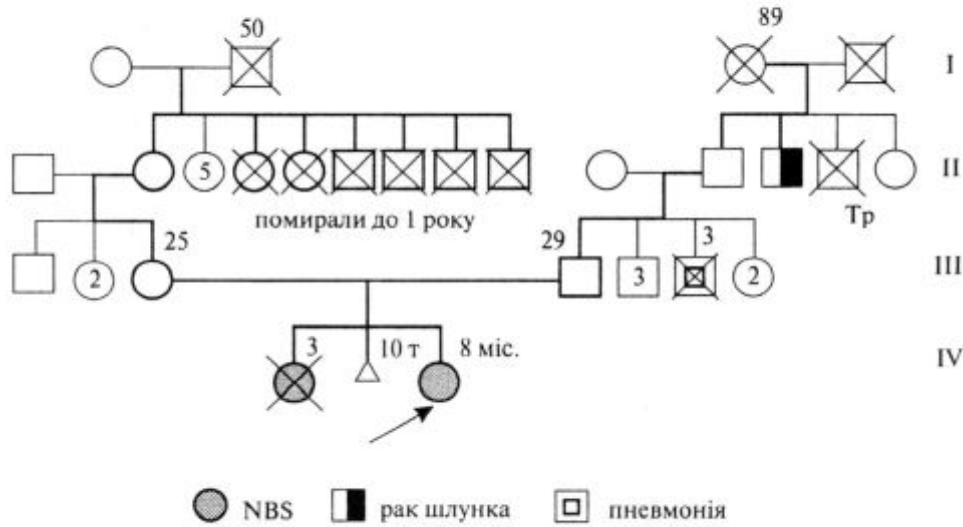 50
89
I
5
II
помирали до 1 року
Тр
25
29
3
2
3
2
III
3
10 т
8 міс.
IV
NBS
рак шлунка
пневмонія